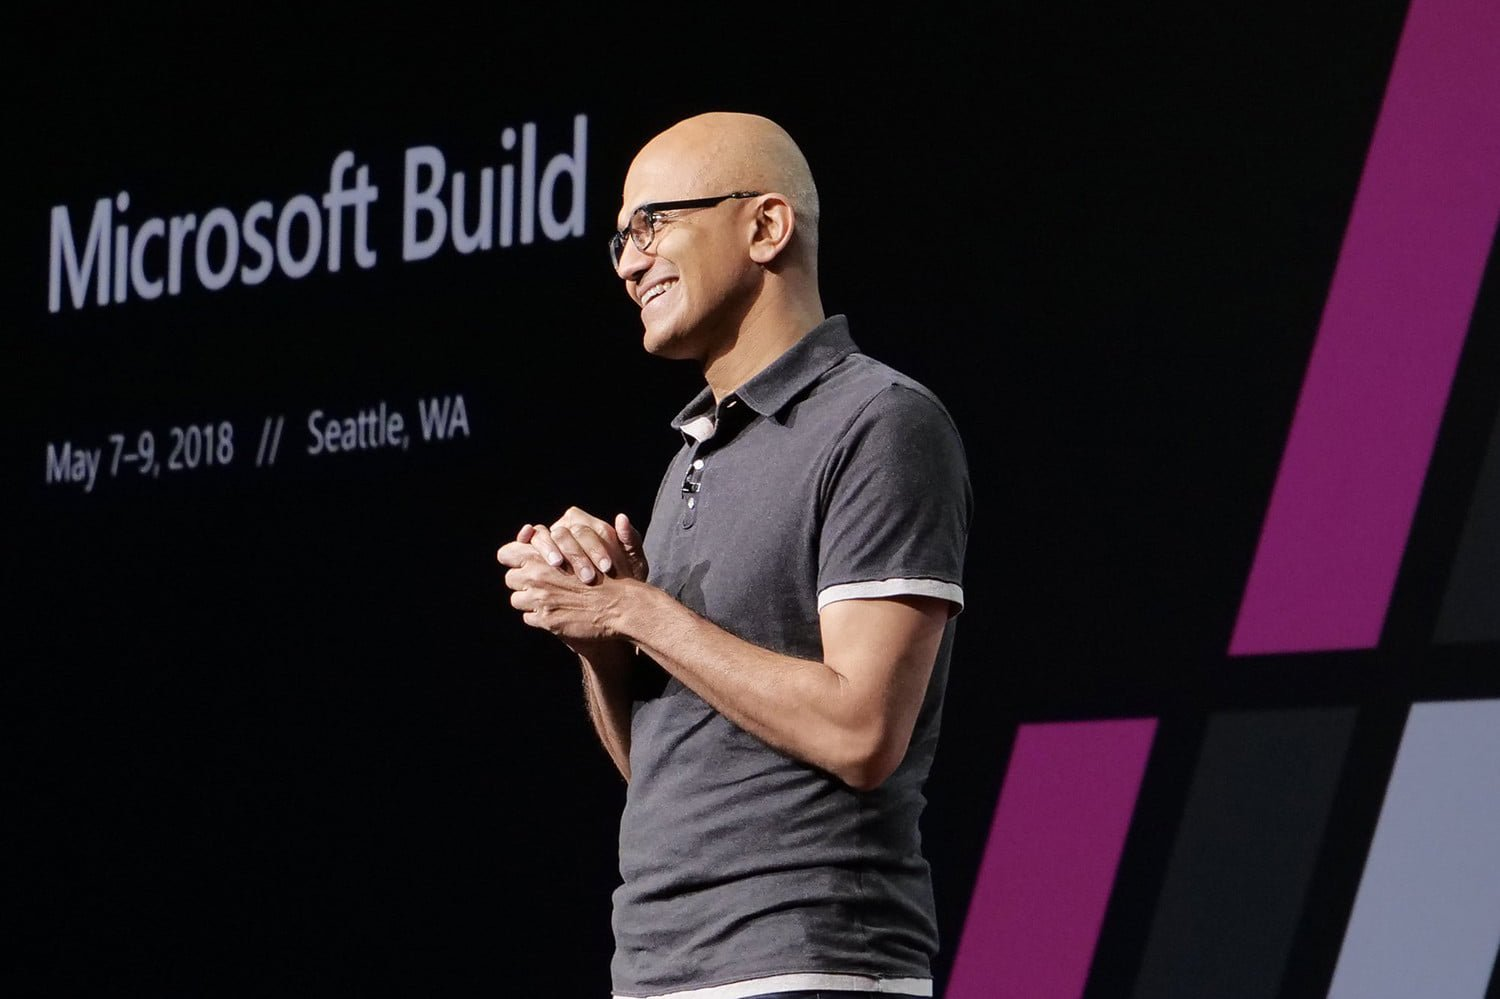 Microsoft Build
May 7–9, 2018 // Seattle, WA